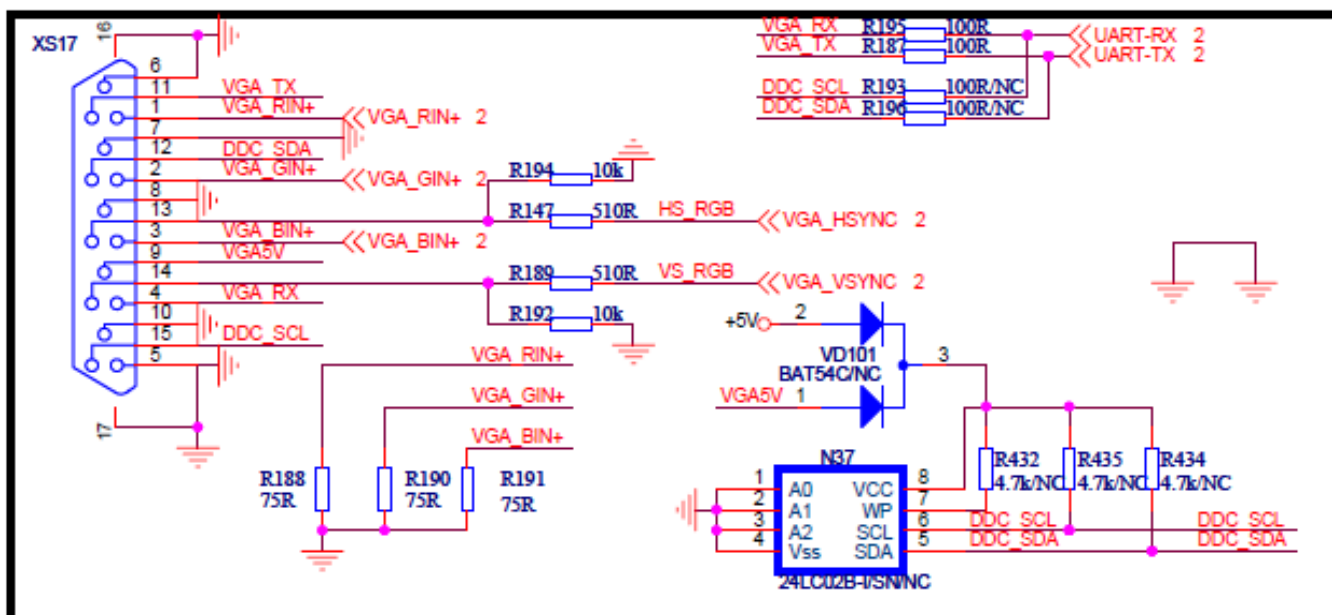 XS17
16
6
11 VGA_TX
1 VGA_RIN+ VGA_RIN+ 2
7
12 DDC_SDA
2 VGA_GIN+ VGA_GIN+ 2
8
13
3 VGA_BIN+ VGA_BIN+ 2
9 VGA5V
14
4 VGA_RX
10
15 DDC_SCL
5
17
VGA_RX R195 100R UART-RX 2
VGA_TX R187 100R UART-TX 2
DDC_SCL R193 100R/NC
DDC_SDA R196 100R/NC
R194 10k
R147 510R HS_RGB VGA_HSYNC 2
R189 510R VS_RGB VGA_VSYNC 2
R192 10k
VGA_RIN+
VGA_GIN+
VGA_BIN+
R188 R190 R191
75R 75R 75R
+5V 2
VD101 3
BAT54C/NC
VGA5V 1
N37
R432 R435 R434
4.7k/NC 4.7k/NC 4.7k/NC
1 A0 VCC 8
2 A1 WP 7
3 A2 SCL 6 DDC_SCL DDC_SCL
4 Vss SDA 5 DDC_SDA DDC_SDA
24LC02B-I/SN/NC